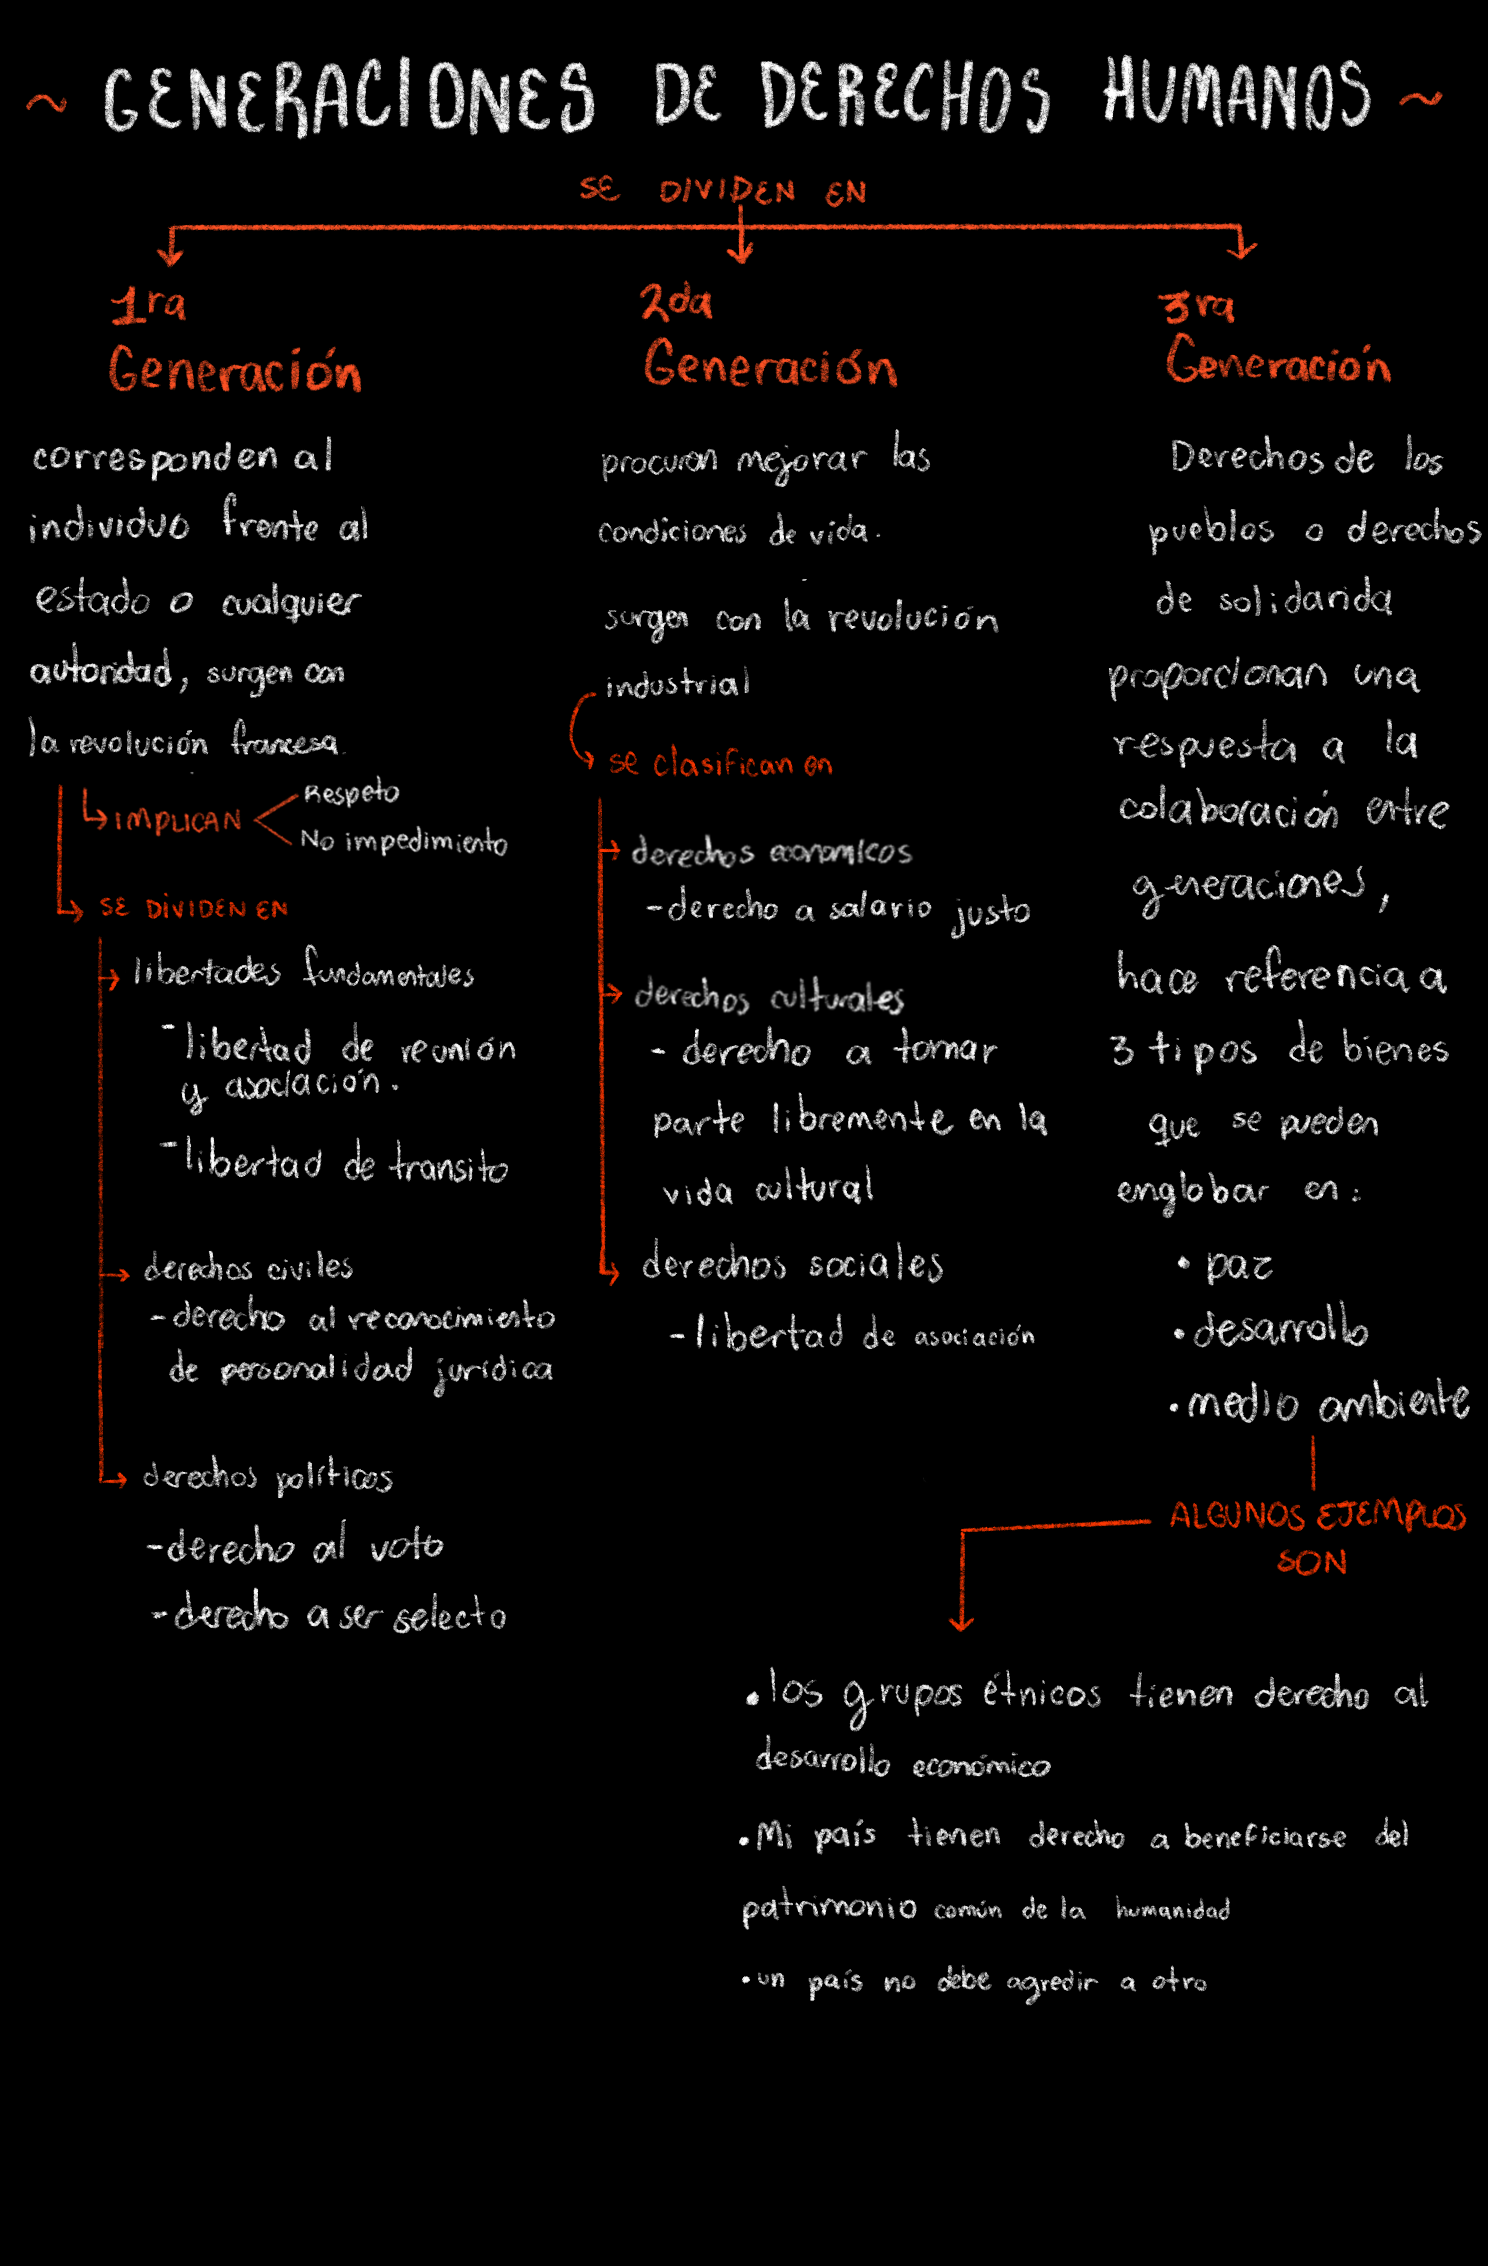 ~ GENERACIONES DE DERECHOS HUMANOS ~
SE DIVIDEN EN
1ra
Generación
corresponden al
individuo frente al
estado o cualquier
autoridad, surgen con
la revolución francesa.
IMPLICAN
Respeto
No impedimiento
SE DIVIDEN EN
libertades fundamentales
- libertad de reunión
y asociación.
- libertad de transito
derechos civiles
- derecho al reconocimiento
de personalidad jurídica
derechos políticos
- derecho al voto
- derecho a ser selecto
2da
Generación
procuran mejorar las
condiciones de vida.
surgen con la revolución
industrial
se clasifican en
derechos economicos
- derecho a salario justo
derechos culturales
- derecho a tomar
parte libremente en la
vida cultural
derechos sociales
- libertad de asociación
3ra
Generación
Derechos de los
pueblos o derechos
de solidarida
proporcionan una
respuesta a la
colaboración entre
generaciones,
hace referencia a
3 tipos de bienes
que se pueden
englobar en:
• paz
• desarrollo
• medio ambiente
ALGUNOS EJEMPLOS
SON
• los grupos étnicos tienen derecho al
desarrollo económico
• Mi país tienen derecho a beneficiarse del
patrimonio común de la humanidad
• un país no debe agredir a otro